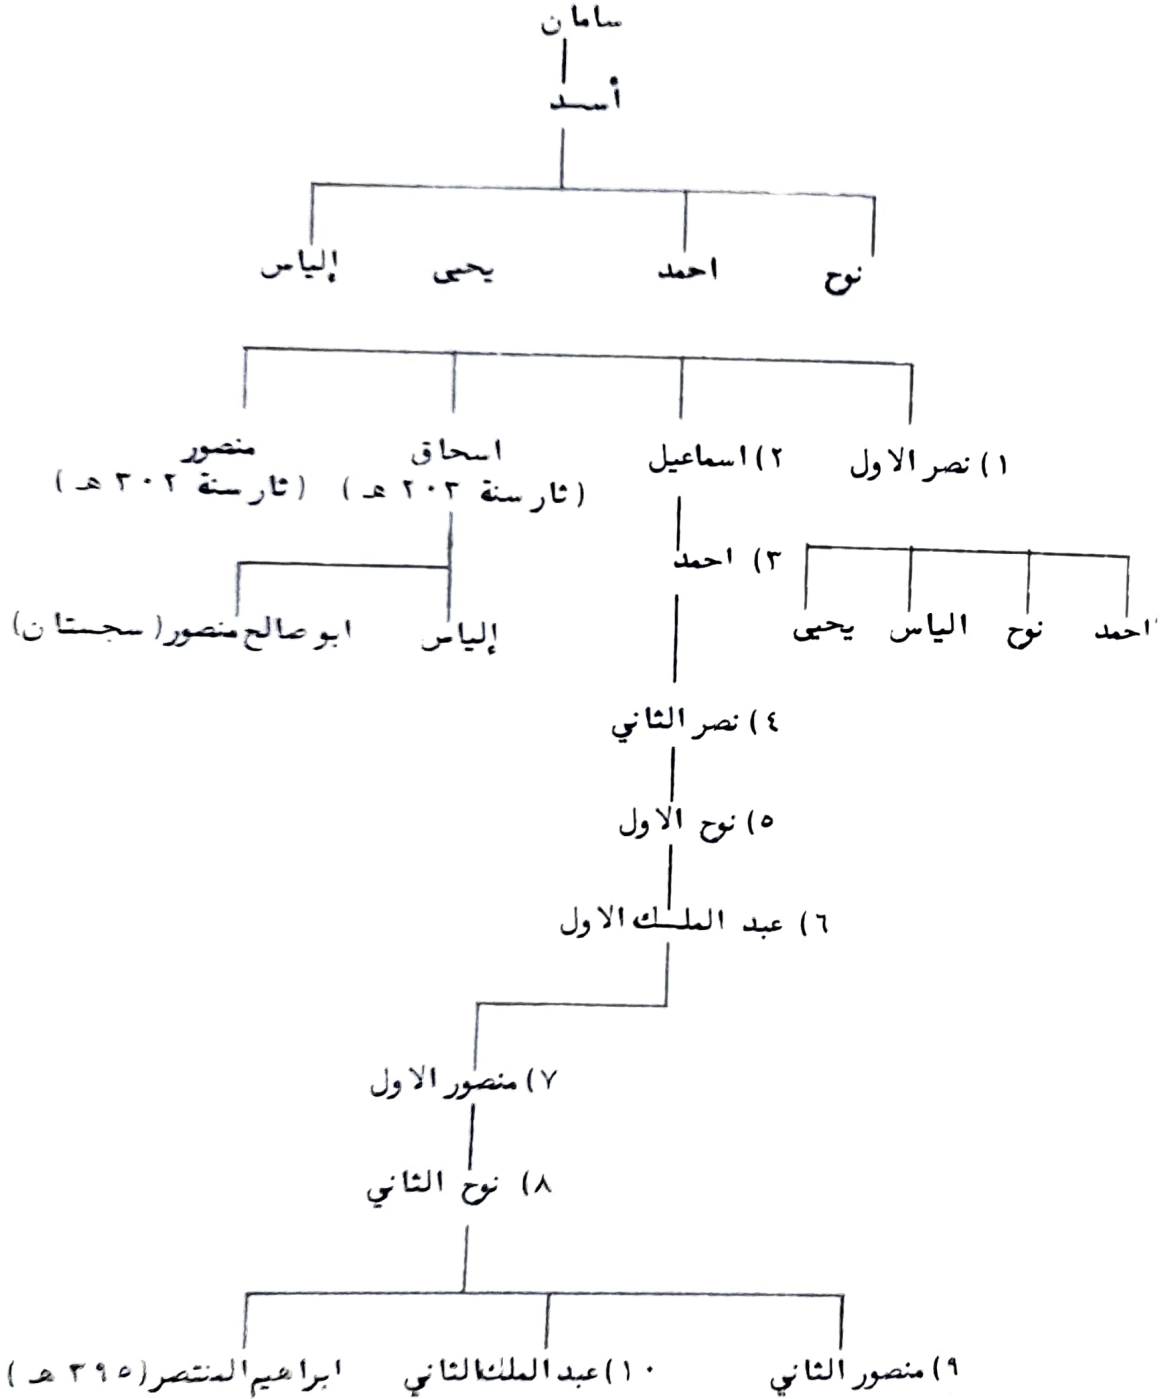 سامان
أسد
نوح
احمد
يحيى
إلياس
١) نصر الاول
٢) اسماعيل
اسحاق
(ثار سنة ٢٠٣ هـ)
منصور
(ثار سنة ٣٠٢ هـ)
٣) احمد
احمد
نوح
الياس
يحيى
إلياس
ابو صالح منصور (سجستان)
٤) نصر الثاني
٥) نوح الاول
٦) عبد الملك الاول
٧) منصور الاول
٨) نوح الثاني
٩) منصور الثاني
١٠) عبد الملك الثاني
ابراهيم المنتصر (٣٩٥ هـ)